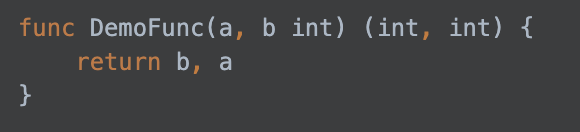 func DemoFunc(a, b int) (int, int) {
    return b, a
}